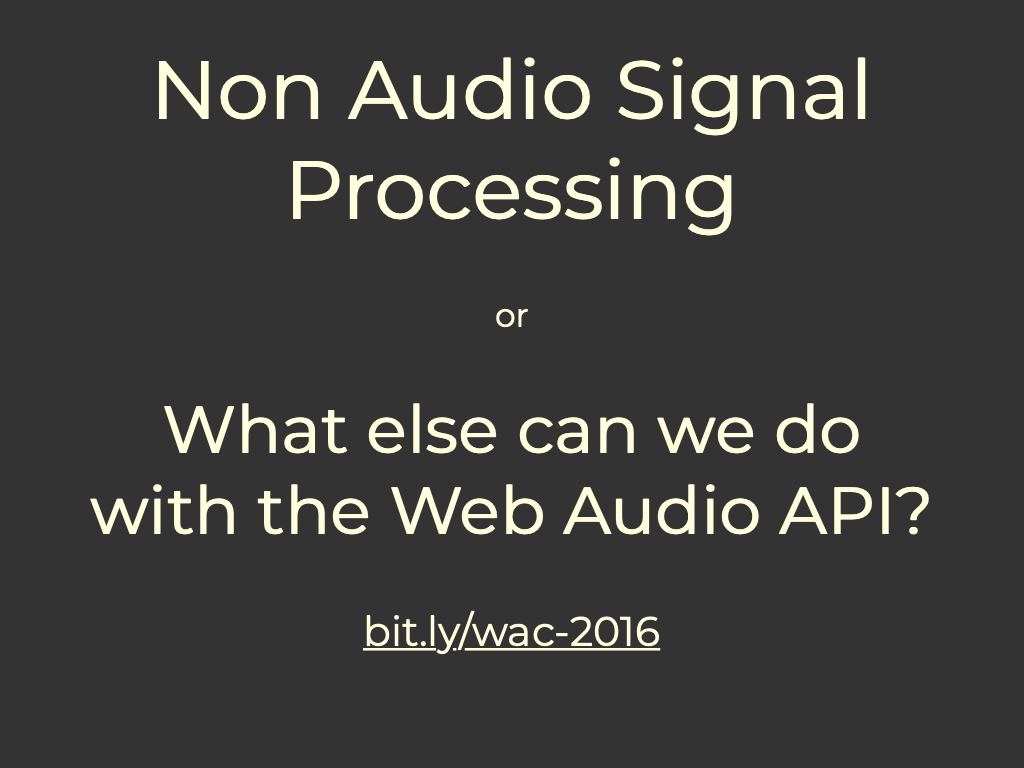 Non Audio Signal
Processing
or
What else can we do
with the Web Audio API?
bit.ly/wac-2016